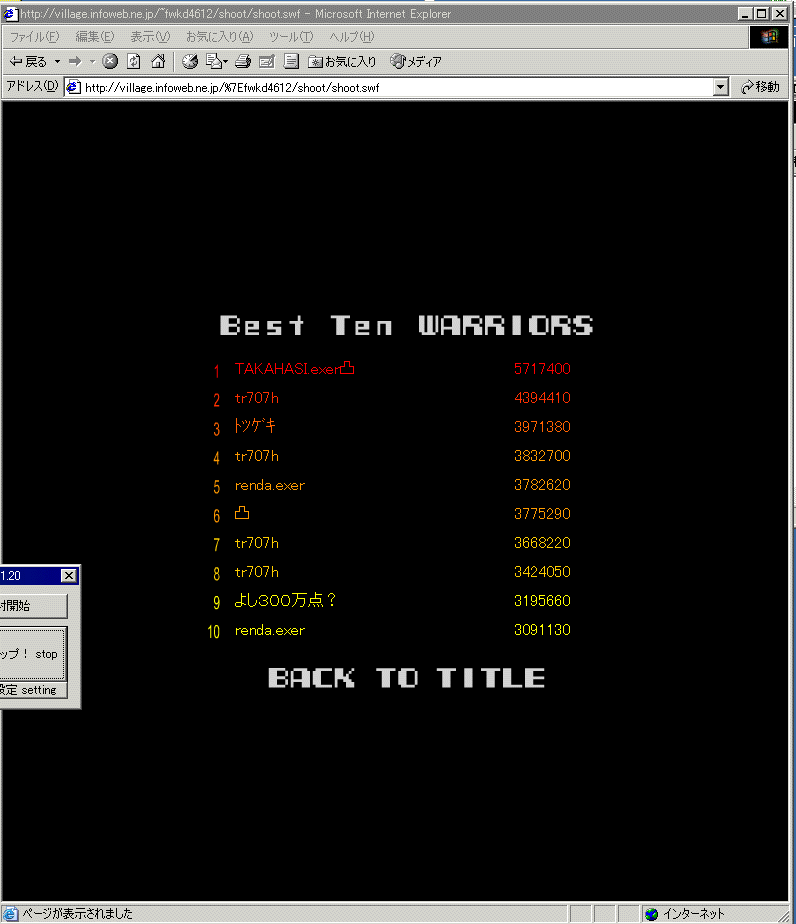 http://village.infoweb.ne.jp/~fwkd4612/shoot/shoot.swf - Microsoft Internet Explorer
ファイル(F) 編集(E) 表示(V) お気に入り(A) ツール(T) ヘルプ(H)
戻る お気に入り メディア
アドレス(D) http://village.infoweb.ne.jp/%7Efwkd4612/shoot/shoot.swf 移動
Best Ten WARRIORS
1 TAKAHASI.exer凸 5717400
2 tr707h 4394410
3 トツゲキ 3971380
4 tr707h 3832700
5 renda.exer 3782620
6 凸 3775290
7 tr707h 3668220
8 tr707h 3424050
9 よし300万点？ 3195660
10 renda.exer 3091130
BACK TO TITLE
1.20
開始
ップ！ stop
設定 setting
ページが表示されました インターネット